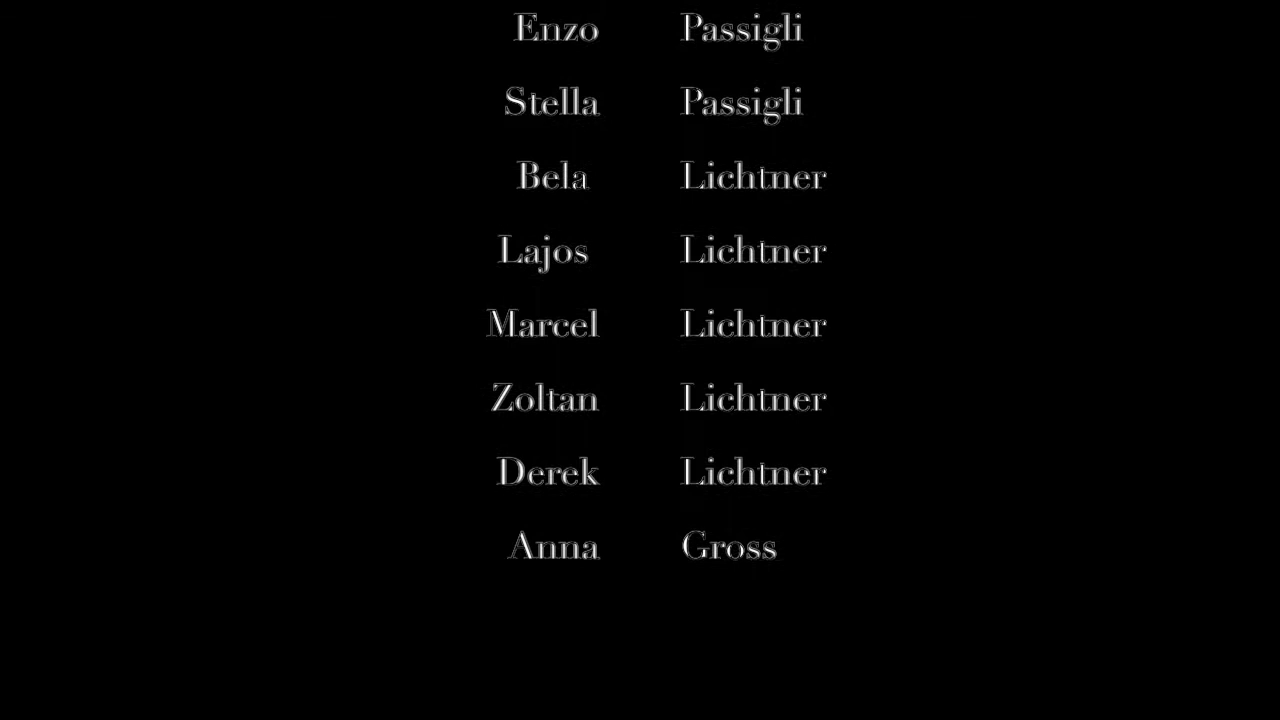 Enzo Passigli
Stella Passigli
Bela Lichtner
Lajos Lichtner
Marcel Lichtner
Zoltan Lichtner
Derek Lichtner
Anna Gross